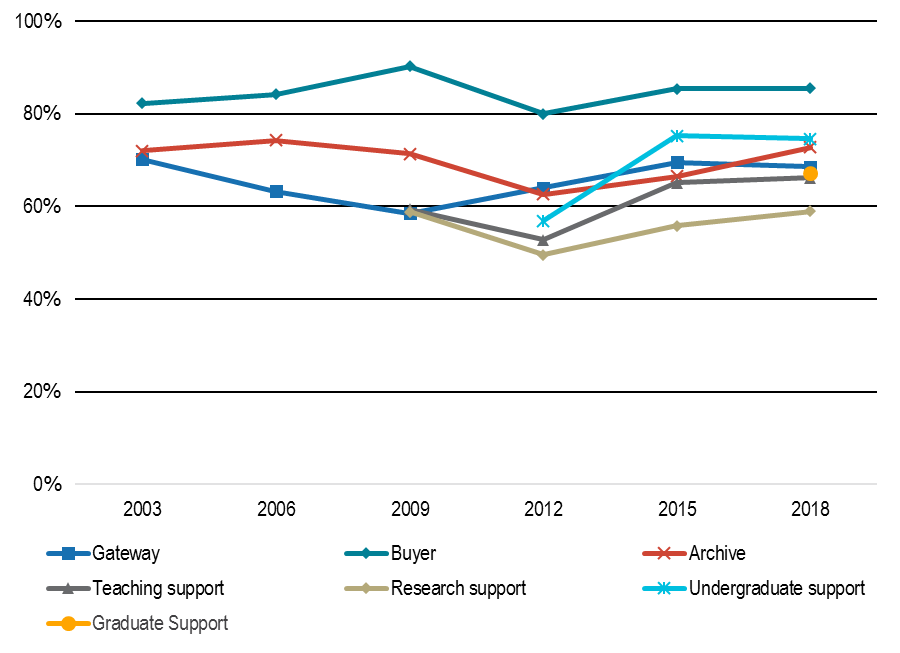 100%
80%
60%
40%
20%
0%
2003 2006 2009 2012 2015 2018
Gateway Buyer Archive
Teaching support Research support Undergraduate support
Graduate Support